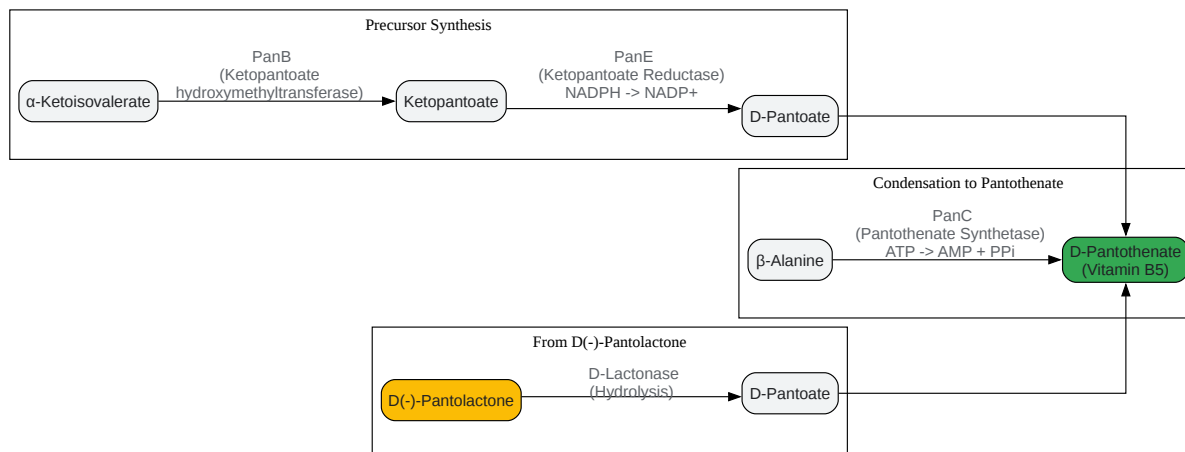 Precursor Synthesis
PanB
(Ketopantoate
hydroxymethyltransferase)
PanE
(Ketopantoate Reductase)
NADPH -> NADP+
α-Ketoisovalerate
Ketopantoate
D-Pantoate
Condensation to Pantothenate
PanC
(Pantothenate Synthetase)
ATP -> AMP + PPi
β-Alanine
D-Pantothenate
(Vitamin B5)
From D(-)-Pantolactone
D-Lactonase
(Hydrolysis)
D(-)-Pantolactone
D-Pantoate